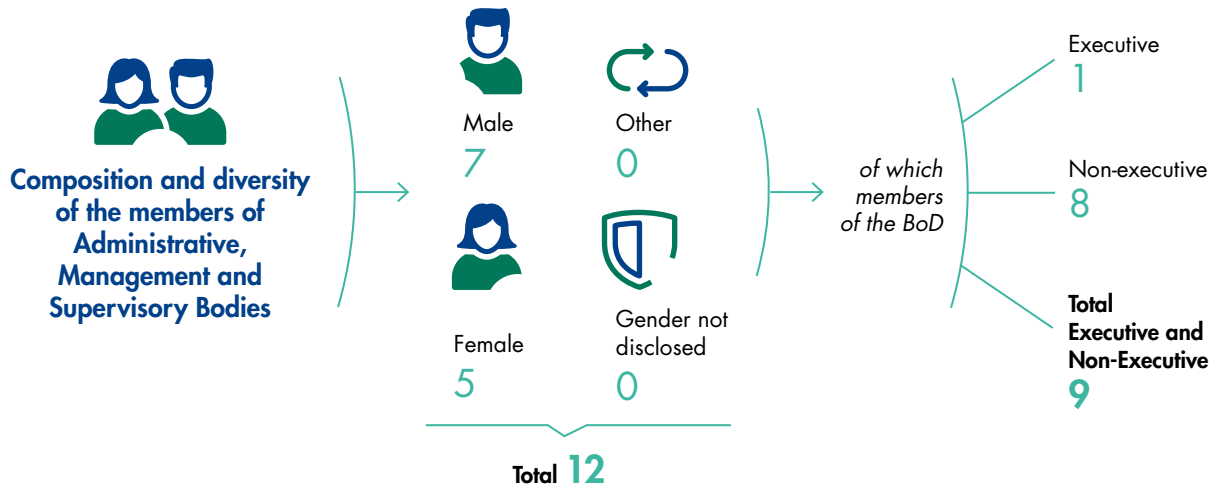 Composition and diversity
of the members of
Administrative,
Management and
Supervisory Bodies
Male
7
Other
0
Female
5
Gender not
disclosed
0
Total 12
of which
members
of the BoD
Executive
1
Non-executive
8
Total
Executive and
Non-Executive
9